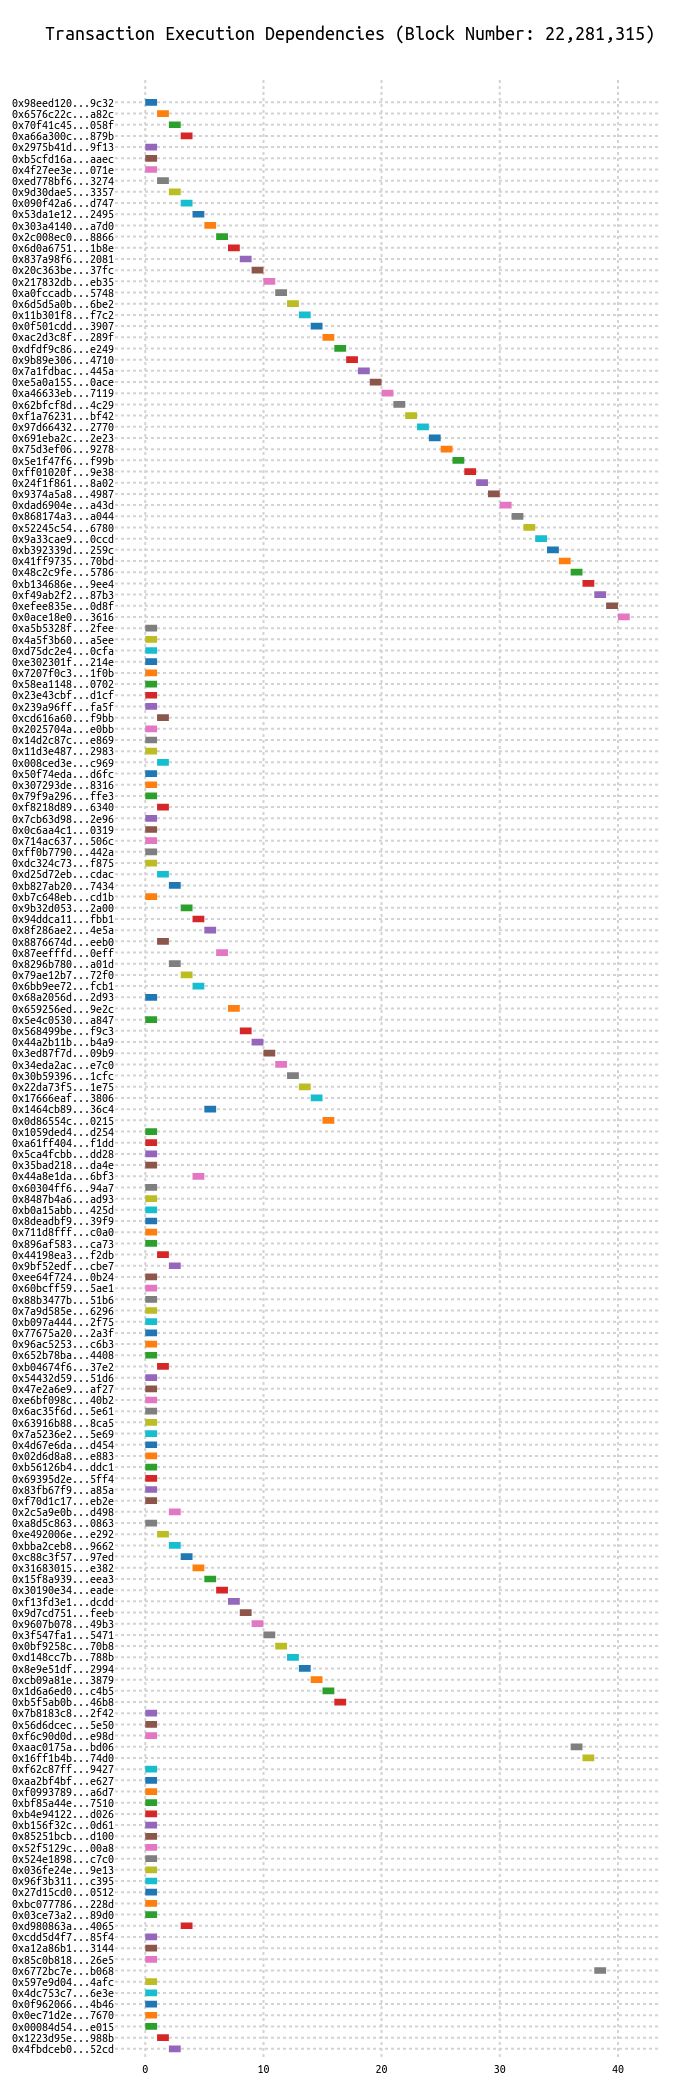 Transaction Execution Dependencies (Block Number: 22,281,315)
0x98eed120...9c32
0x6576c22c...a82c
0x70f41c45...058f
0xa66a300c...879b
0x2975b41d...9f13
0xb5cfd16a...aaec
0x4f27ee3e...071e
0xed778bf6...3274
0x9d30dae5...3357
0x090f42a6...d747
0x53da1e12...2495
0x303a4140...a7d0
0x2c008ec0...8866
0x6d0a6751...1b8e
0x837a98f6...2081
0x20c363be...37fc
0x217832db...eb35
0xa0fccadb...5748
0x6d5d5a0b...6be2
0x11b301f8...f7c2
0x0f501cdd...3907
0xac2d3c8f...289f
0xdfdf9c86...e249
0x9b89e306...4710
0x7a1fdbac...445a
0xe5a0a155...0ace
0xa46633eb...7119
0x62bfcf8d...4c29
0xf1a76231...bf42
0x97d66432...2770
0x691eba2c...2e23
0x75d3ef06...9278
0x5e1f47f6...f99b
0xff01020f...9e38
0x24f1f861...8a02
0x9374a5a8...4987
0xdad6904e...a43d
0x868174a3...a044
0x52245c54...6780
0x9a33cae9...0ccd
0xb392339d...259c
0x41ff9735...70bd
0x48c2c9fe...5786
0xb134686e...9ee4
0xf49ab2f2...87b3
0xefee835e...0d8f
0x0ace18e0...3616
0xa5b5328f...2fee
0x4a5f3b60...a5ee
0xd75dc2e4...0cfa
0xe302301f...214e
0x7207f0c3...1f0b
0x58ea1148...0702
0x23e43cbf...d1cf
0x239a96ff...fa5f
0xcd616a60...f9bb
0x2025704a...e0bb
0x14d2c87c...e869
0x11d3e487...2983
0x008ced3e...c969
0x50f74eda...d6fc
0x307293de...8316
0x79f9a296...ffe3
0xf8218d89...6340
0x7cb63d98...2e96
0x0c6aa4c1...0319
0x714ac637...506c
0xff0b7790...442a
0xdc324c73...f875
0xd25d72eb...cdac
0xb827ab20...7434
0xb7c648eb...cd1b
0x9b32d053...2a00
0x94ddca11...fbb1
0x8f286ae2...4e5a
0x8876674d...eeb0
0x87eefffd...0eff
0x8296b780...a01d
0x79ae12b7...72f0
0x6bb9ee72...fcb1
0x68a2056d...2d93
0x659256ed...9e2c
0x5e4c0530...a847
0x568499be...f9c3
0x44a2b11b...b4a9
0x3ed87f7d...09b9
0x34eda2ac...e7c0
0x30b59396...1cfc
0x22da73f5...1e75
0x17666eaf...3806
0x1464cb89...36c4
0x0d86554c...0215
0x1059ded4...d254
0xa61ff404...f1dd
0x5ca4fcbb...dd28
0x35bad218...da4e
0x44a8e1da...6bf3
0x60304ff6...94a7
0x8487b4a6...ad93
0xb0a15abb...425d
0x8deadbf9...39f9
0x711d8fff...c0a0
0x896af583...ca73
0x44198ea3...f2db
0x9bf52edf...cbe7
0xee64f724...0b24
0x60bcff59...5ae1
0x88b3477b...51b6
0x7a9d585e...6296
0xb097a444...2f75
0x77675a20...2a3f
0x96ac5253...c6b3
0x652b78ba...4408
0xb04674f6...37e2
0x54432d59...51d6
0x47e2a6e9...af27
0xe6bf098c...40b2
0x6ac35f6d...5e61
0x63916b88...8ca5
0x7a5236e2...5e69
0x4d67e6da...d454
0x02d6d8a8...e883
0xb56126b4...ddc1
0x69395d2e...5ff4
0x83fb67f9...a85a
0xf70d1c17...eb2e
0x2c5a9e0b...d498
0xa8d5c863...0863
0xe492006e...e292
0xbba2ceb8...9662
0xc88c3f57...97ed
0x31683015...e382
0x15f8a939...eea3
0x30190e34...eade
0xf13fd3e1...dcdd
0x9d7cd751...feeb
0x9607b078...49b3
0x3f547fa1...5471
0x0bf9258c...70b8
0xd148cc7b...788b
0x8e9e51df...2994
0xcb09a81e...3879
0x1d6a6ed0...c4b5
0xb5f5ab0b...46b8
0x7b8183c8...2f42
0x56d6dcec...5e50
0xf6c90d0d...e98d
0xaac0175a...bd06
0x16ff1b4b...74d0
0xf62c87ff...9427
0xaa2bf4bf...e627
0xf0993789...a6d7
0xbf85a44e...7510
0xb4e94122...d026
0xb156f32c...0d61
0x85251bcb...d100
0x52f5129c...00a8
0x524e1898...c7c0
0x036fe24e...9e13
0x96f3b311...c395
0x27d15cd0...0512
0xbc077786...228d
0x03ce73a2...89d0
0xd980863a...4065
0xcdd5d4f7...85f4
0xa12a86b1...3144
0x85c0b818...26e5
0x6772bc7e...b068
0x597e9d04...4afc
0x4dc753c7...6e3e
0x0f962066...4b46
0x0ec71d2e...7670
0x00084d54...e015
0x1223d95e...988b
0x4fbdceb0...52cd
0 10 20 30 40